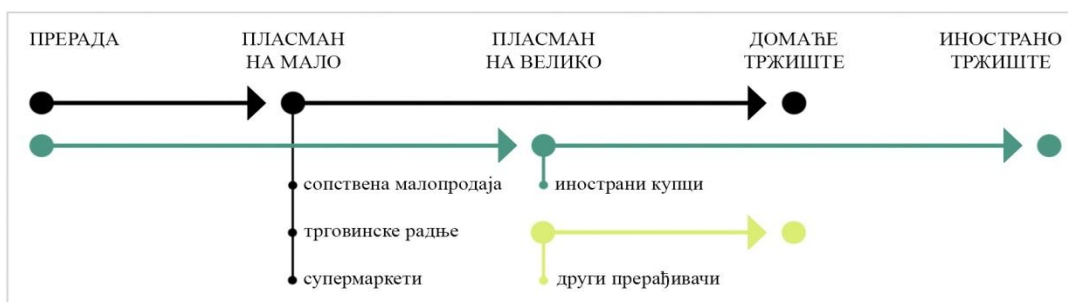 ПРЕРАДА
ПЛАСМАН
НА МАЛО
ПЛАСМАН
НА ВЕЛИКО
ДОМАЋЕ
ТРЖИШТЕ
ИНОСТРАНО
ТРЖИШТЕ
сопствена малопродаја
инострани купци
трговинске радње
супермаркети
други прерађивачи